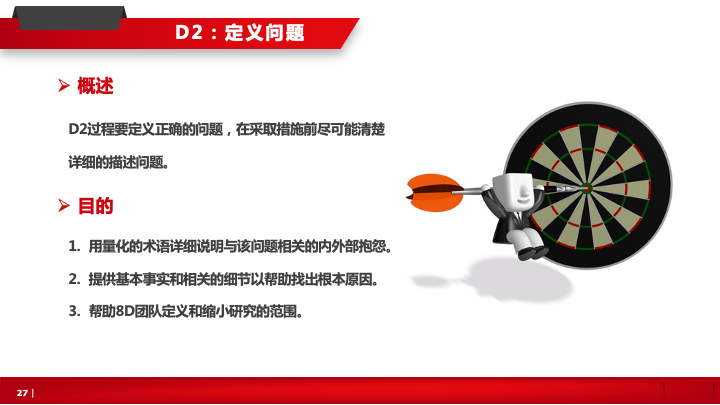 D2：定义问题
概述
D2过程要定义正确的问题，在采取措施前尽可能清楚
详细的描述问题。
目的
1. 用量化的术语详细说明与该问题相关的内外部抱怨。
2. 提供基本事实和相关的细节以帮助找出根本原因。
3. 帮助8D团队定义和缩小研究的范围。
27 |